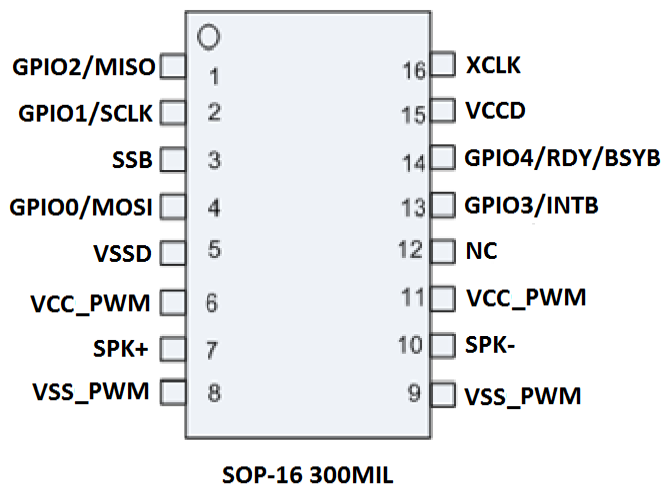 GPIO2/MISO 1 16 XCLK
GPIO1/SCLK 2 15 VCCD
SSB 3 14 GPIO4/RDY/BSYB
GPIO0/MOSI 4 13 GPIO3/INTB
VSSD 5 12 NC
VCC_PWM 6 11 VCC_PWM
SPK+ 7 10 SPK-
VSS_PWM 8 9 VSS_PWM
SOP-16 300MIL